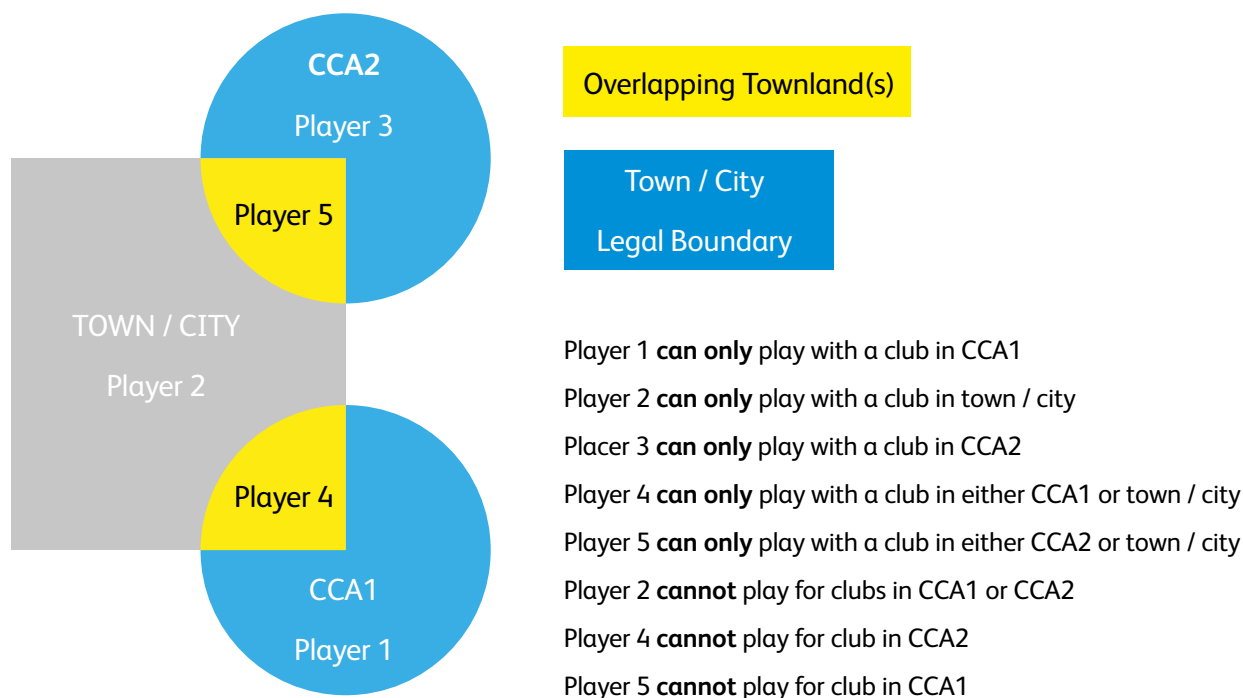 CCA2
Player 3
Player 5
TOWN / CITY
Player 2
Player 4
CCA1
Player 1
Overlapping Townland(s)
Town / City
Legal Boundary
Player 1 can only play with a club in CCA1
Player 2 can only play with a club in town / city
Placer 3 can only play with a club in CCA2
Player 4 can only play with a club in either CCA1 or town / city
Player 5 can only play with a club in either CCA2 or town / city
Player 2 cannot play for clubs in CCA1 or CCA2
Player 4 cannot play for club in CCA2
Player 5 cannot play for club in CCA1